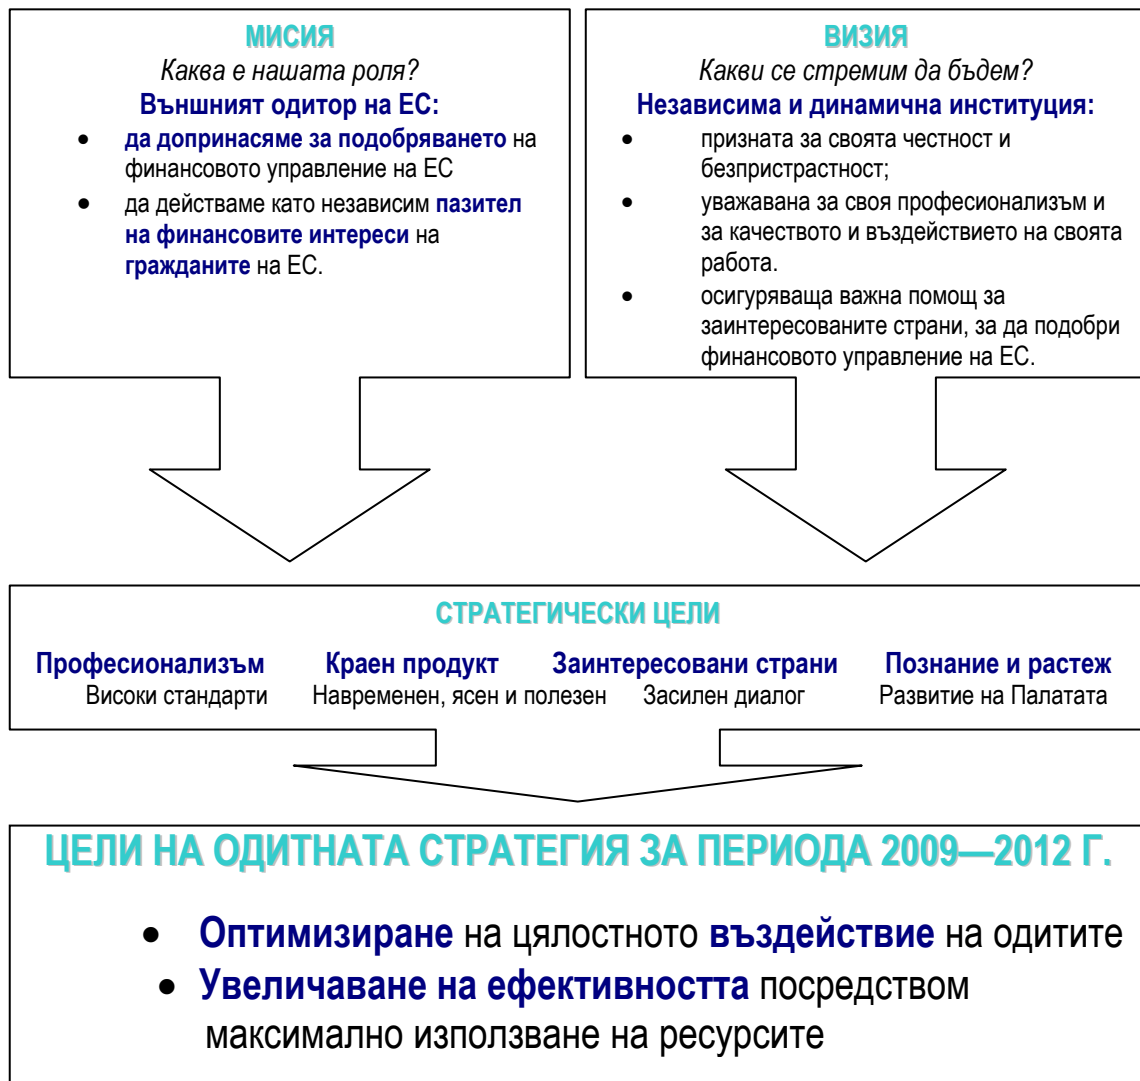 МИСИЯ
Каква е нашата роля?
Външният одитор на ЕС:
• да допринасяме за подобряването на
финансовото управление на ЕС
• да действаме като независим пазител
на финансовите интереси на
гражданите на ЕС.
ВИЗИЯ
Какви се стремим да бъдем?
Независима и динамична институция:
• призната за своята честност и
безпристрастност;
• уважавана за своя професионализъм и
за качеството и въздействието на своята
работа.
• осигуряваща важна помощ за
заинтересованите страни, за да подобри
финансовото управление на ЕС.
СТРАТЕГИЧЕСКИ ЦЕЛИ
Професионализъм Краен продукт Заинтересовани страни Познание и растеж
Високи стандарти Навременен, ясен и полезен Засилен диалог Развитие на Палатата
ЦЕЛИ НА ОДИТНАТА СТРАТЕГИЯ ЗА ПЕРИОДА 2009—2012 Г.
• Оптимизиране на цялостното въздействие на одитите
• Увеличаване на ефективността посредством
максимално използване на ресурсите